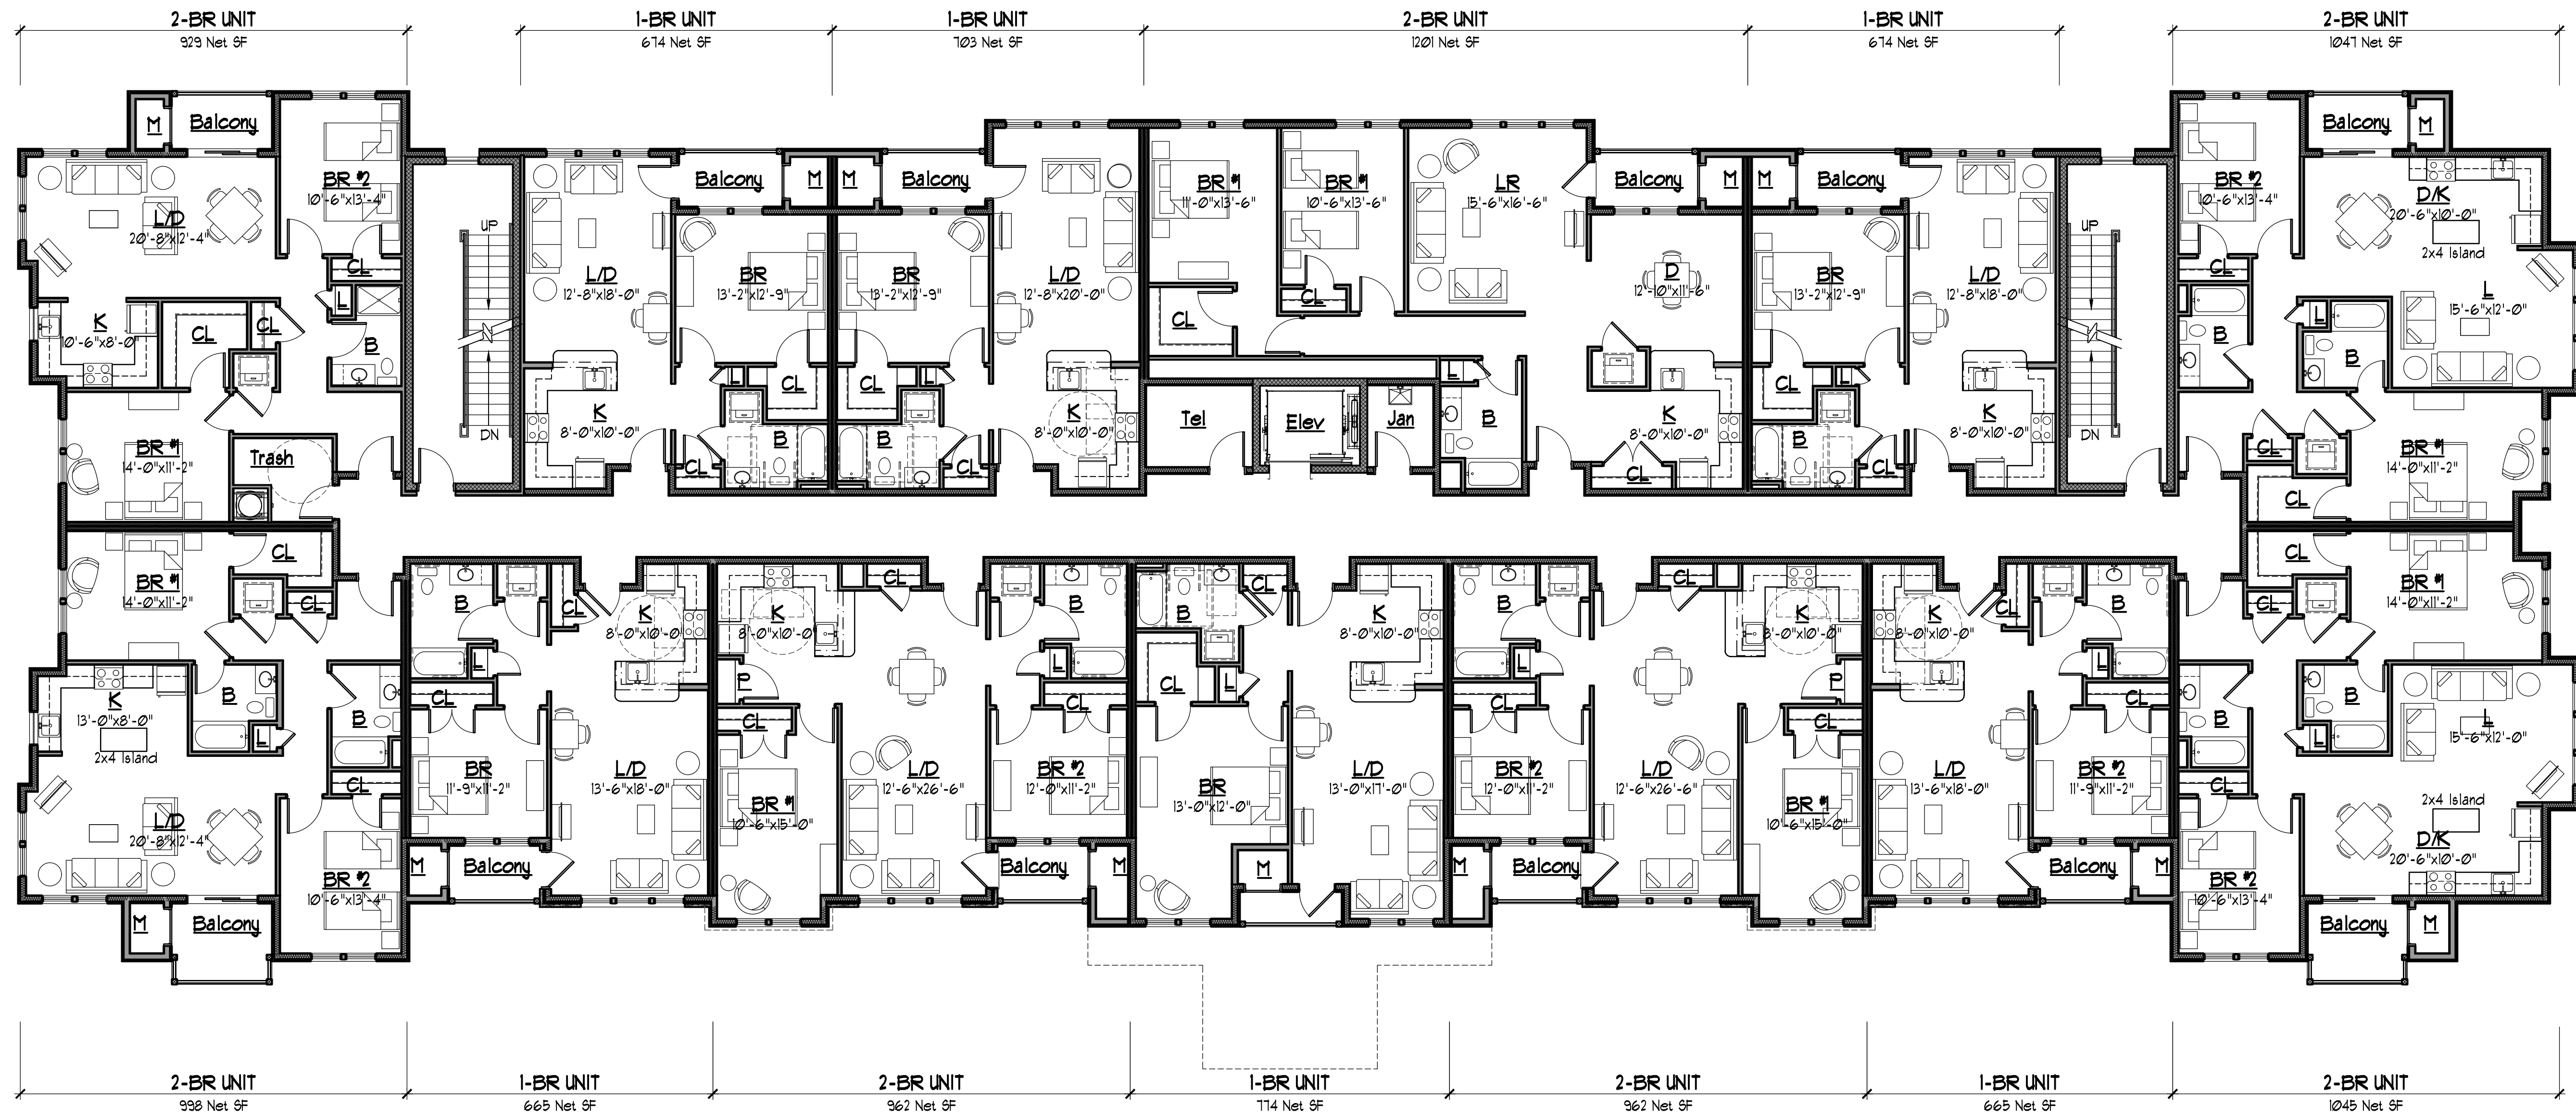 2-BR UNIT
929 Net SF
1-BR UNIT
674 Net SF
1-BR UNIT
703 Net SF
2-BR UNIT
1201 Net SF
1-BR UNIT
674 Net SF
2-BR UNIT
1047 Net SF
M
Balcony
BR #2
10'-6"x13'-4"
L/D
20'-8"x12'-4"
CL
L
K
10'-6"x8'-0"
CL
CL
B
BR #1
14'-0"x11'-2"
Trash
UP
DN
L/D
12'-8"x18'-0"
Balcony
M
BR
13'-2"x12'-9"
K
8'-0"x10'-0"
L
CL
B
CL
M
Balcony
BR
13'-2"x12'-9"
L/D
12'-8"x20'-0"
CL
L
B
CL
K
8'-0"x10'-0"
BR #1
11'-0"x13'-6"
BR #1
10'-6"x13'-6"
LR
15'-6"x16'-6"
Balcony
M
CL
CL
D
12'-10"x11'-6"
Tel
Elev
Jan
L
B
K
8'-0"x10'-0"
CL
M
Balcony
BR
13'-2"x12'-9"
L/D
12'-8"x18'-0"
CL
L
B
CL
K
8'-0"x10'-0"
UP
DN
BR #2
10'-6"x13'-4"
Balcony
M
D/K
20'-6"x10'-0"
2x4 Island
CL
B
L
B
L
15'-6"x12'-0"
CL
BR #1
14'-0"x11'-2"
CL
BR #1
14'-0"x11'-2"
CL
CL
K
13'-0"x8'-0"
2x4 Island
B
L
B
CL
L/D
20'-8"x12'-4"
BR #2
10'-6"x13'-4"
M
Balcony
B
CL
K
8'-0"x10'-0"
L
CL
BR
11'-9"x11'-2"
L/D
13'-6"x18'-0"
M
Balcony
K
8'-0"x10'-0"
CL
B
P
L
CL
CL
BR #1
10'-6"x15'-0"
L/D
12'-6"x26'-6"
BR #2
12'-0"x11'-2"
Balcony
M
B
CL
K
8'-0"x10'-0"
CL
L
BR
13'-0"x12'-0"
L/D
13'-0"x17'-0"
M
B
CL
K
8'-0"x10'-0"
L
P
CL
CL
BR #2
12'-0"x11'-2"
L/D
12'-6"x26'-6"
BR #1
10'-6"x15'-0"
M
Balcony
K
8'-0"x10'-0"
CL
B
L
CL
L/D
13'-6"x18'-0"
BR #2
11'-9"x11'-2"
Balcony
M
CL
BR #1
14'-0"x11'-2"
CL
B
B
L
L
15'-6"x12'-0"
CL
2x4 Island
D/K
20'-6"x10'-0"
BR #2
10'-6"x13'-4"
Balcony
M
2-BR UNIT
998 Net SF
1-BR UNIT
665 Net SF
2-BR UNIT
962 Net SF
1-BR UNIT
774 Net SF
2-BR UNIT
962 Net SF
1-BR UNIT
665 Net SF
2-BR UNIT
1045 Net SF